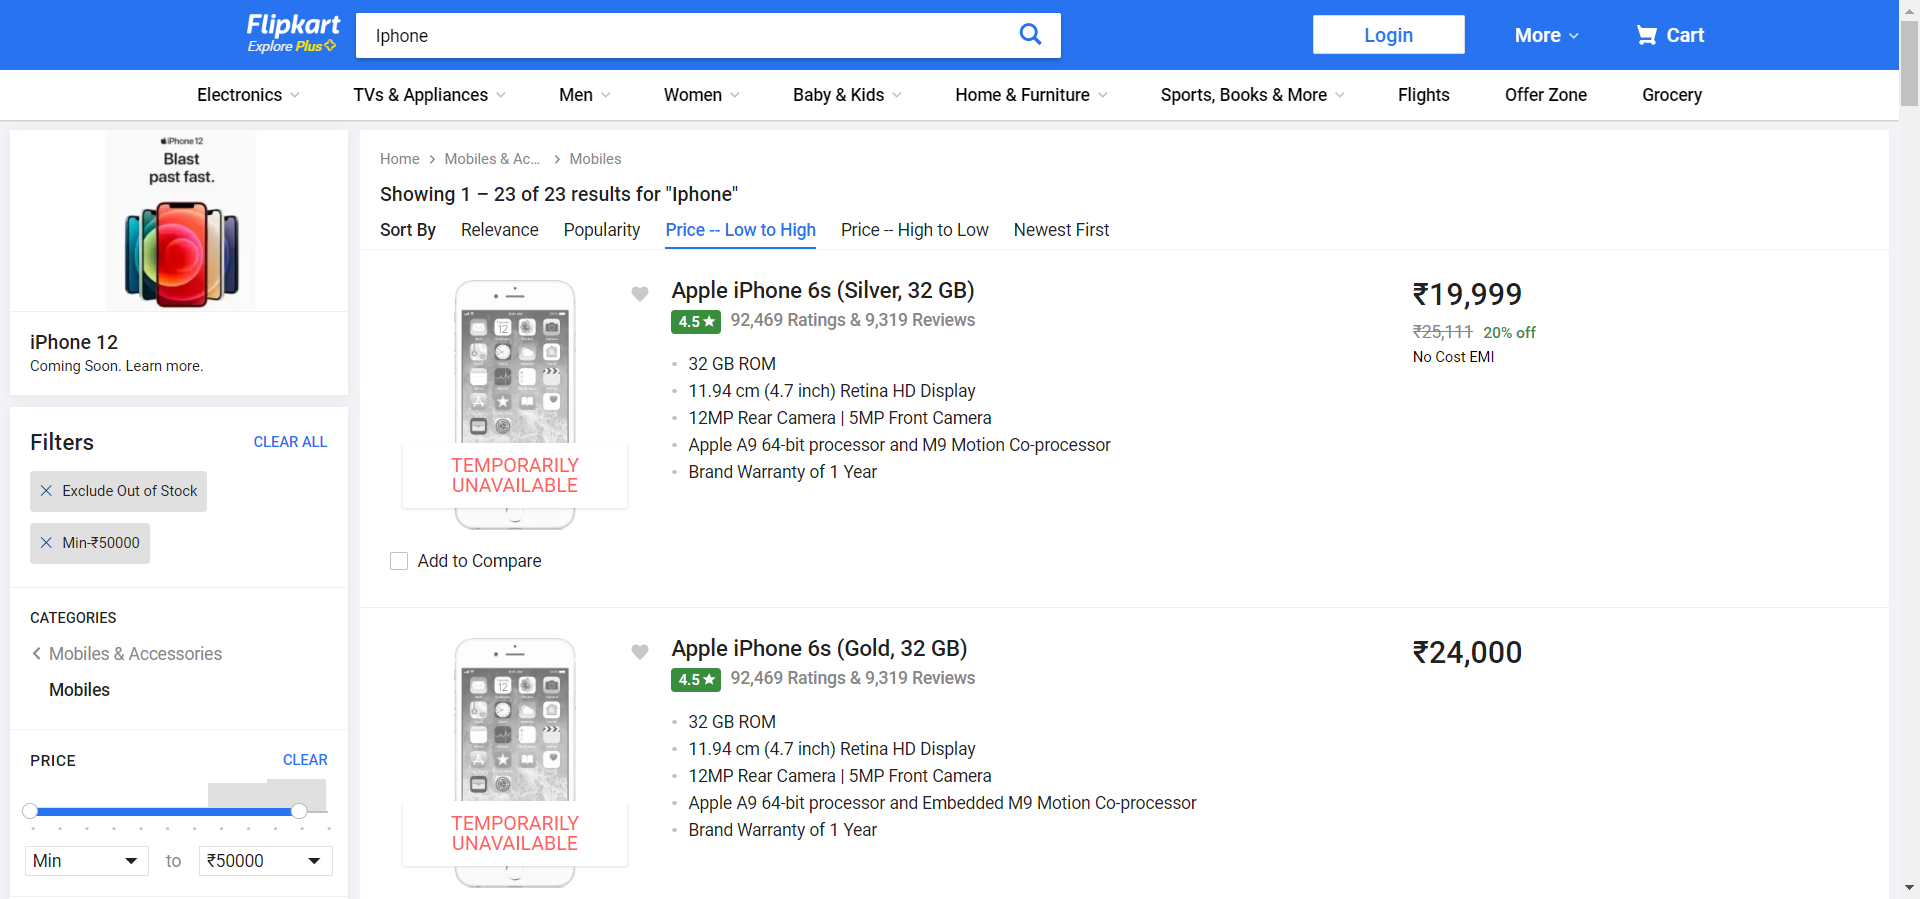 Flipkart
Explore Plus
Iphone
Login
More
Cart
Electronics
TVs & Appliances
Men
Women
Baby & Kids
Home & Furniture
Sports, Books & More
Flights
Offer Zone
Grocery
iPhone 12
Blast
past fast.
iPhone 12
Coming Soon. Learn more.
Filters
CLEAR ALL
Exclude Out of Stock
Min-₹50000
CATEGORIES
Mobiles & Accessories
Mobiles
PRICE
CLEAR
Min
to
₹50000
Home
Mobiles & Ac...
Mobiles
Showing 1 – 23 of 23 results for "Iphone"
Sort By
Relevance
Popularity
Price -- Low to High
Price -- High to Low
Newest First
TEMPORARILY
UNAVAILABLE
Add to Compare
Apple iPhone 6s (Silver, 32 GB)
4.5★
92,469 Ratings & 9,319 Reviews
32 GB ROM
11.94 cm (4.7 inch) Retina HD Display
12MP Rear Camera | 5MP Front Camera
Apple A9 64-bit processor and M9 Motion Co-processor
Brand Warranty of 1 Year
₹19,999
₹25,111 20% off
No Cost EMI
TEMPORARILY
UNAVAILABLE
Apple iPhone 6s (Gold, 32 GB)
4.5★
92,469 Ratings & 9,319 Reviews
32 GB ROM
11.94 cm (4.7 inch) Retina HD Display
12MP Rear Camera | 5MP Front Camera
Apple A9 64-bit processor and Embedded M9 Motion Co-processor
Brand Warranty of 1 Year
₹24,000